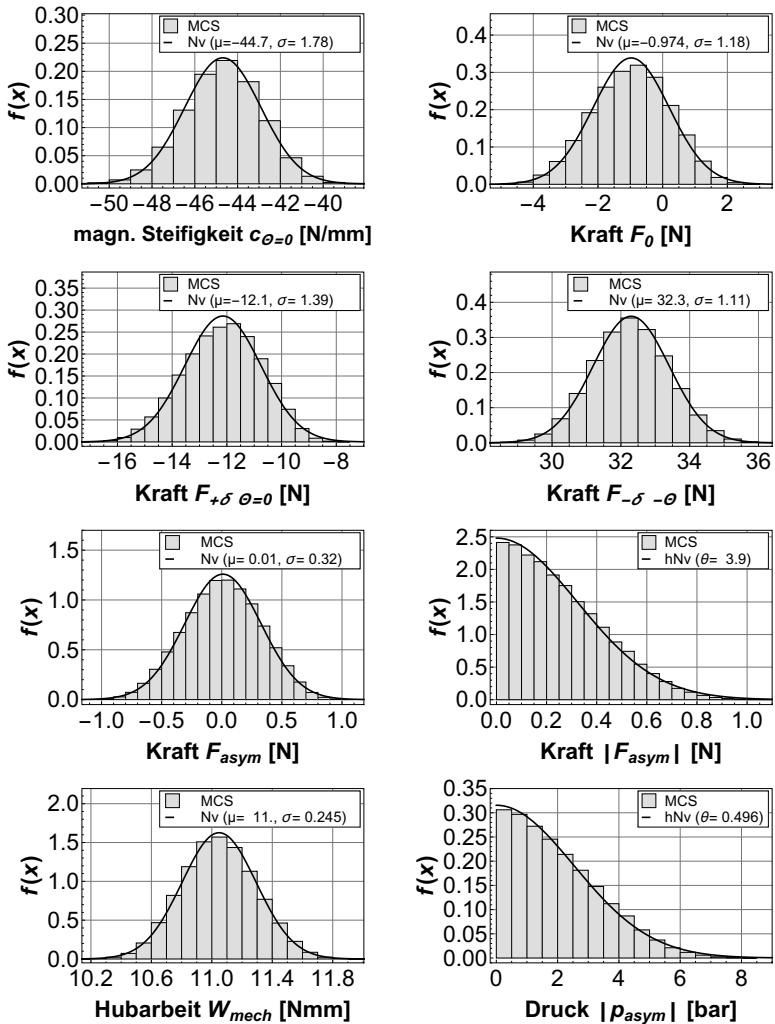 0.30
0.25
0.20
0.15
0.10
0.05
0.00
f(x)
MCS
Nv (μ=−44.7, σ= 1.78)
−50 −48 −46 −44 −42 −40
magn. Steifigkeit cΘ=0 [N/mm]
0.4
0.3
0.2
0.1
0.0
f(x)
MCS
Nv (μ=−0.974, σ= 1.18)
−4 −2 0 2
Kraft F0 [N]
0.35
0.30
0.25
0.20
0.15
0.10
0.05
0.00
f(x)
MCS
Nv (μ=−12.1, σ= 1.39)
−16 −14 −12 −10 −8
Kraft F+δ Θ=0 [N]
0.4
0.3
0.2
0.1
0.0
f(x)
MCS
Nv (μ= 32.3, σ= 1.11)
30 32 34 36
Kraft F−δ −Θ [N]
1.5
1.0
0.5
0.0
f(x)
MCS
Nv (μ= 0.01, σ= 0.32)
−1.0 −0.5 0.0 0.5 1.0
Kraft Fasym [N]
2.5
2.0
1.5
1.0
0.5
0.0
f(x)
MCS
hNv (θ= 3.9)
0.0 0.2 0.4 0.6 0.8 1.0
Kraft |Fasym| [N]
2.0
1.5
1.0
0.5
0.0
f(x)
MCS
Nv (μ= 11., σ= 0.245)
10.2 10.6 11.0 11.4 11.8
Hubarbeit Wmech [Nmm]
0.35
0.30
0.25
0.20
0.15
0.10
0.05
0.00
f(x)
MCS
hNv (θ= 0.496)
0 2 4 6 8
Druck |pasym| [bar]